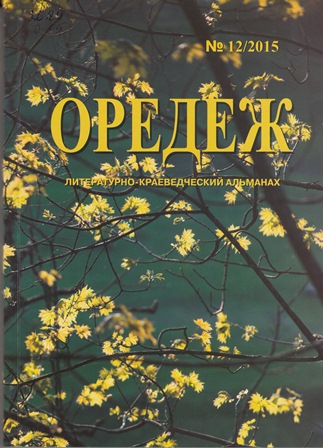 № 12/2015
ОРЕДЕЖ
ЛИТЕРАТУРНО-КРАЕВЕДЧЕСКИЙ АЛЬМАНАХ